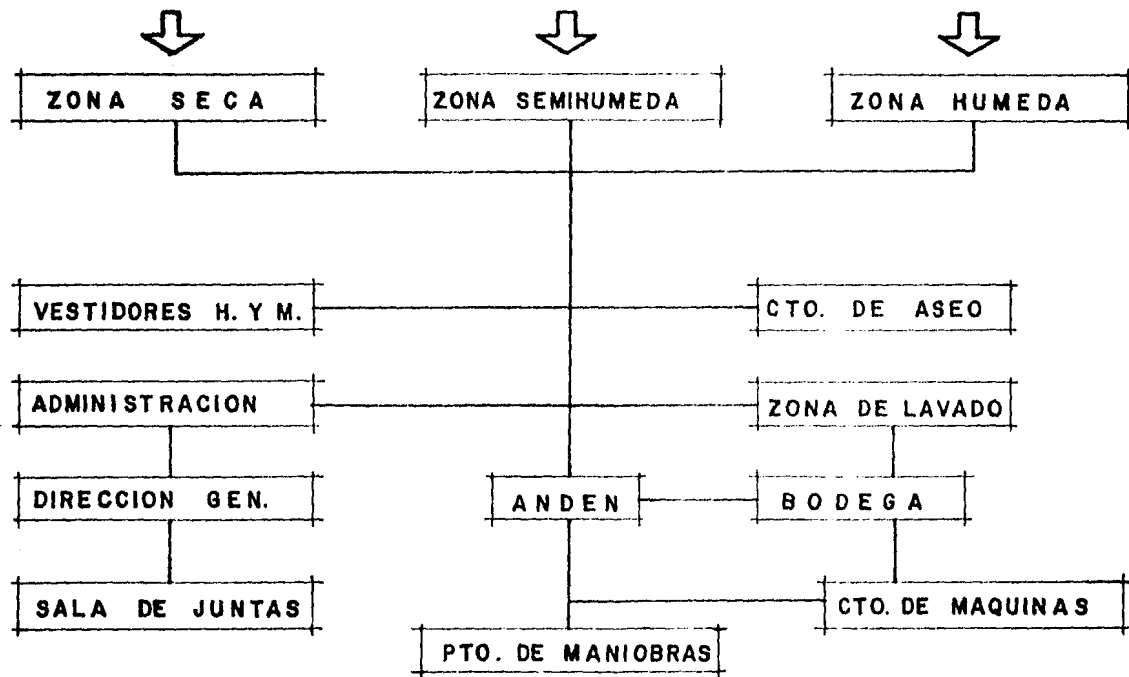 ZONA SECA
ZONA SEMIHUMEDA
ZONA HUMEDA
VESTIDORES H. Y M.
CTO. DE ASEO
ADMINISTRACION
ZONA DE LAVADO
DIRECCION GEN.
ANDEN
BODEGA
SALA DE JUNTAS
CTO. DE MAQUINAS
PTO. DE MANIOBRAS